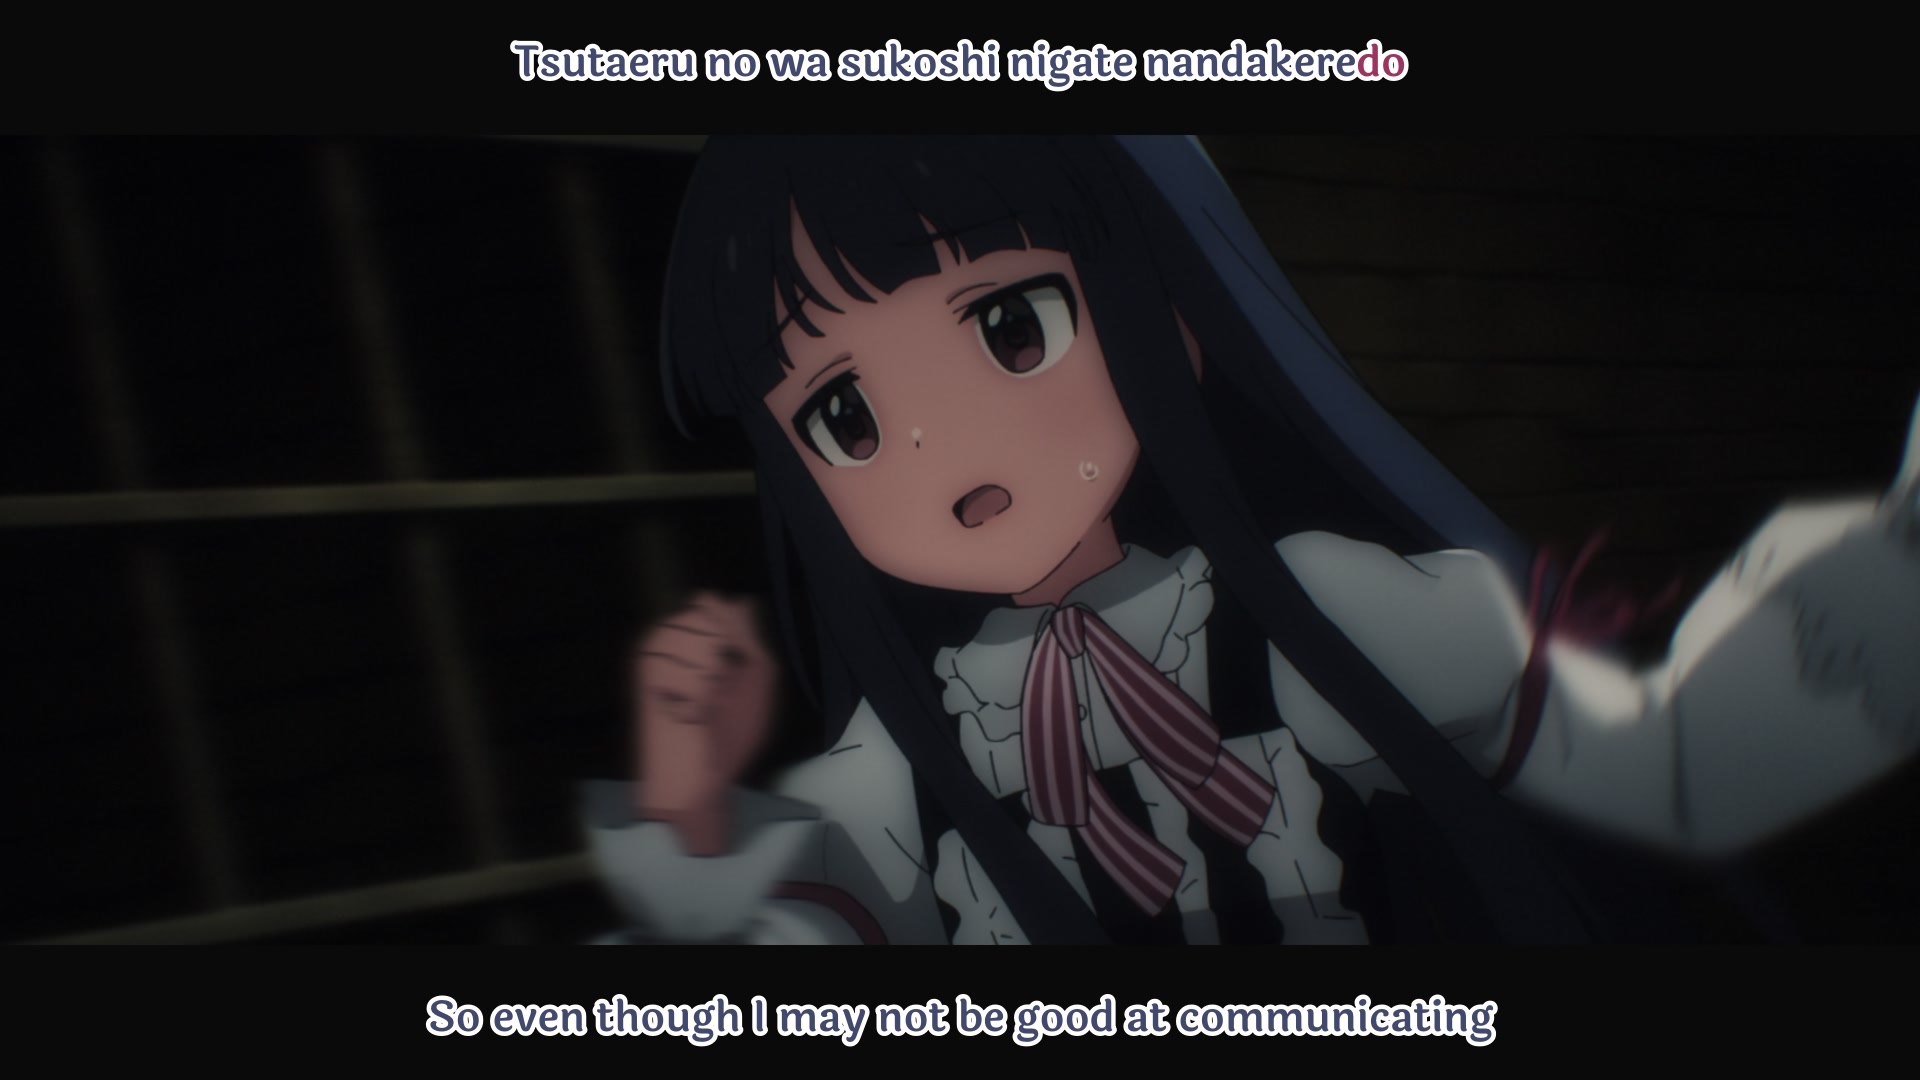 Tsutaeru no wa sukoshi nigate nandakeredo
So even though I may not be good at communicating